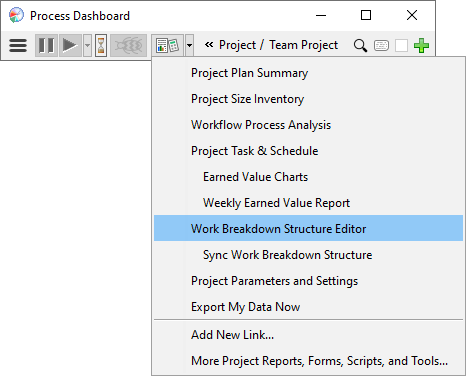 Process Dashboard
« Project / Team Project
Project Plan Summary
Project Size Inventory
Workflow Process Analysis
Project Task & Schedule
Earned Value Charts
Weekly Earned Value Report
Work Breakdown Structure Editor
Sync Work Breakdown Structure
Project Parameters and Settings
Export My Data Now
Add New Link...
More Project Reports, Forms, Scripts, and Tools...